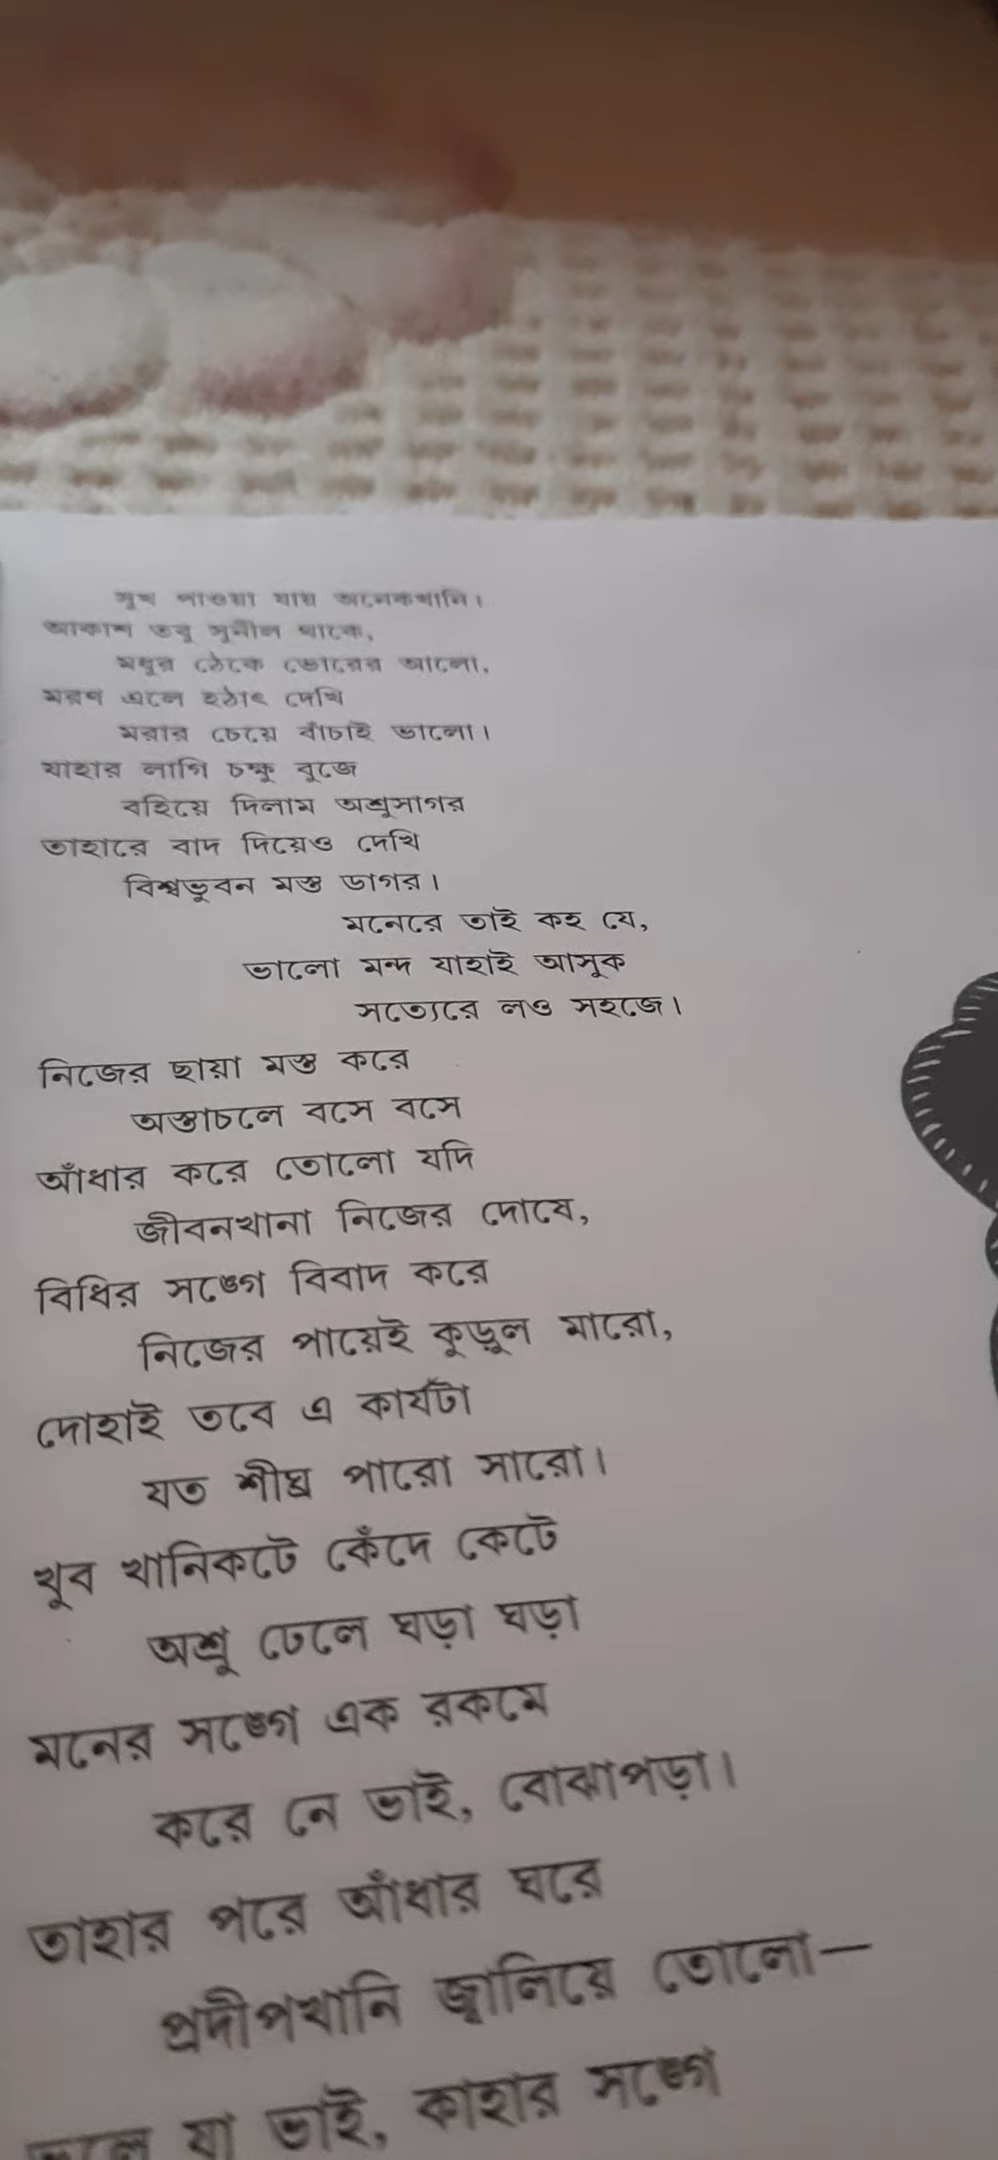 সুখ পাওয়া যায় অনেকখানি।
আকাশ তবু সুনীল থাকে,
মধুর ঠেকে ভোরের আলো,
মরণ এলে হঠাৎ দেখি
মরার চেয়ে বাঁচাই ভালো।
যাহার লাগি চক্ষু বুজে
বহিয়ে দিলাম অশ্রুসাগর
তাহারে বাদ দিয়েও দেখি
বিশ্বভুবন মস্ত ডাগর।
মনেরে তাই কহ যে,
ভালো মন্দ যাহাই আসুক
সত্যেরে লও সহজে।
নিজের ছায়া মস্ত করে
অস্তাচলে বসে বসে
আঁধার করে তোলো যদি
জীবনখানা নিজের দোষে,
বিধির সঙ্গে বিবাদ করে
নিজের পায়েই কুড়ুল মারো,
দোহাই তবে এ কার্যটা
যত শীঘ্র পারো সারো।
খুব খানিকটে কেঁদে কেটে
অশ্রু ঢেলে ঘড়া ঘড়া
মনের সঙ্গে এক রকমে
করে নে ভাই, বোঝাপড়া।
তাহার পরে আঁধার ঘরে
প্রদীপখানি জ্বালিয়ে তোলো—
যা ভাই, কাহার সঙ্গে